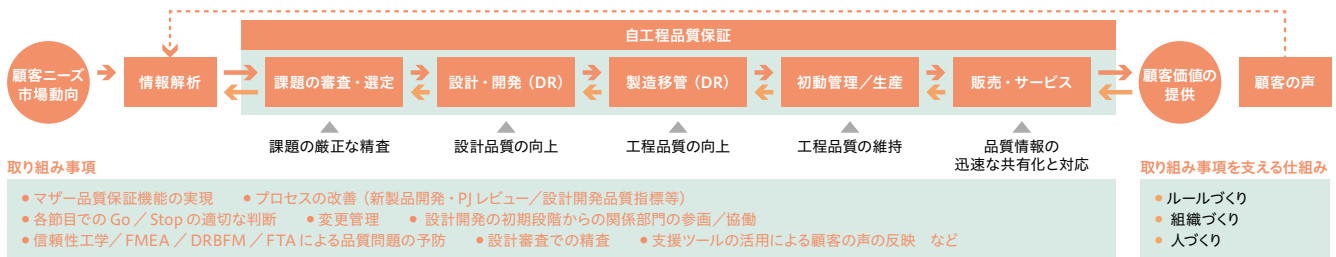 自工程品質保証
顧客ニーズ
市場動向
情報解析
課題の審査・選定
設計・開発（DR）
製造移管（DR）
初動管理／生産
販売・サービス
顧客価値の
提供
顧客の声
課題の厳正な精査
設計品質の向上
工程品質の向上
工程品質の維持
品質情報の
迅速な共有化と対応
取り組み事項
●マザー品質保証機能の実現　●プロセスの改善（新製品開発・PJレビュー／設計開発品質指標等）
●各節目でのGo／Stopの適切な判断　●変更管理　●設計開発の初期段階からの関係部門の参画／協働
●信頼性工学／FMEA／DRBFM／FTAによる品質問題の予防　●設計審査での精査　●支援ツールの活用による顧客の声の反映　など
取り組み事項を支える仕組み
●ルールづくり
●組織づくり
●人づくり